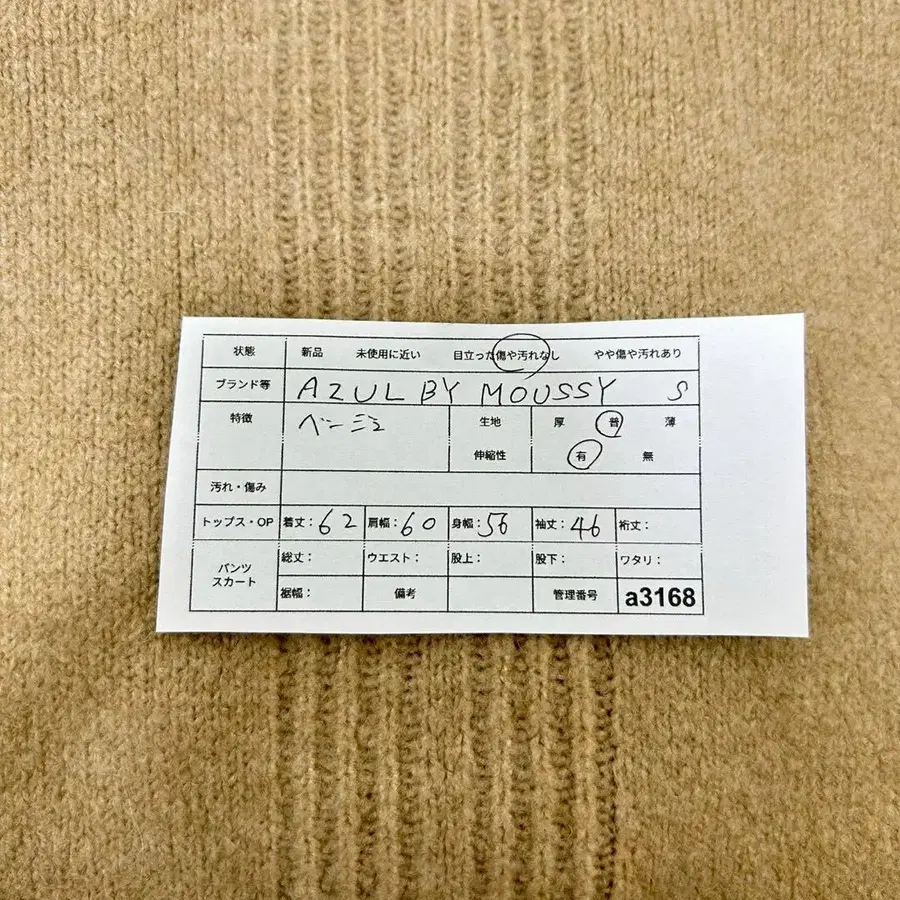 状態 新品 未使用に近い 目立った傷や汚れなし やや傷や汚れあり
ブランド等 AZUL BY MOUSSY S
特徴 ベージュ 生地 厚 普 薄
伸縮性 有 無
汚れ・傷み
トップス・OP 着丈：62 肩幅：60 身幅：56 袖丈：46 裄丈：
パンツ
スカート
総丈： ウエスト： 股上： 股下： ワタリ：
裾幅： 備考 管理番号 a3168